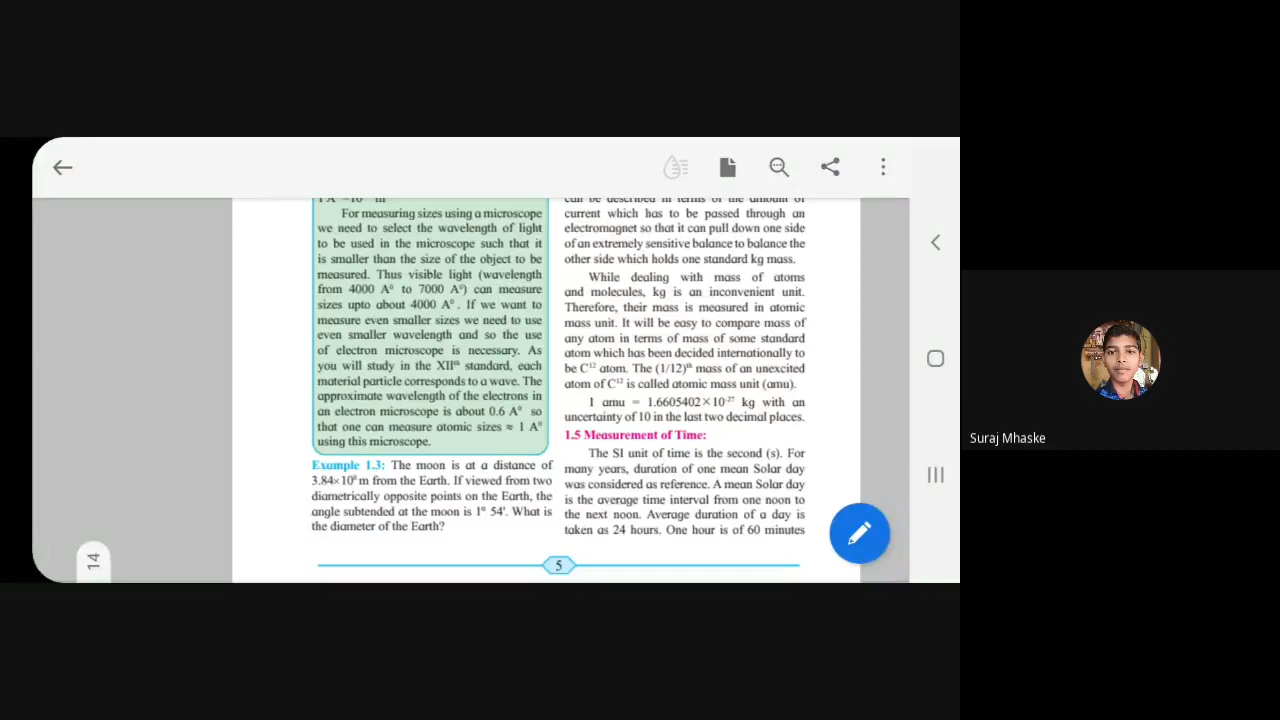 1 A⁰ =10 m
For measuring sizes using a microscope
we need to select the wavelength of light
to be used in the microscope such that it
is smaller than the size of the object to be
measured. Thus visible light (wavelength
from 4000 A⁰ to 7000 A⁰) can measure
sizes upto about 4000 A⁰ . If we want to
measure even smaller sizes we need to use
even smaller wavelength and so the use
of electron microscope is necessary. As
you will study in the XIIᵗʰ standard, each
material particle corresponds to a wave. The
approximate wavelength of the electrons in
an electron microscope is about 0.6 A⁰ so
that one can measure atomic sizes ≈ 1 A⁰
using this microscope.
Example 1.3: The moon is at a distance of
3.84×10⁸ m from the Earth. If viewed from two
diametrically opposite points on the Earth, the
angle subtended at the moon is 1° 54'. What is
the diameter of the Earth?
can be described in terms of the amount of
current which has to be passed through an
electromagnet so that it can pull down one side
of an extremely sensitive balance to balance the
other side which holds one standard kg mass.
While dealing with mass of atoms
and molecules, kg is an inconvenient unit.
Therefore, their mass is measured in atomic
mass unit. It will be easy to compare mass of
any atom in terms of mass of some standard
atom which has been decided internationally to
be C¹² atom. The (1/12)ᵗʰ mass of an unexcited
atom of C¹² is called atomic mass unit (amu).
1 amu = 1.6605402×10⁻²⁷ kg with an
uncertainty of 10 in the last two decimal places.
1.5 Measurement of Time:
The SI unit of time is the second (s). For
many years, duration of one mean Solar day
was considered as reference. A mean Solar day
is the average time interval from one noon to
the next noon. Average duration of a day is
taken as 24 hours. One hour is of 60 minutes
5
14
Suraj Mhaske